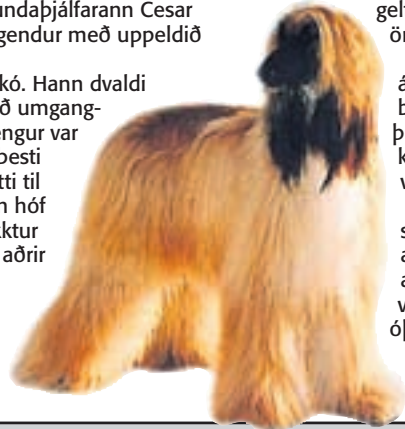 undaþjálfarann Cesar
gendur með uppeldið
kó. Hann dvaldi
ð umgang-
engur var
besti
tti til
n hóf
ktur
aðrir
gelt
ör
á
b
þ
k
v
s
a
a
v
óþ